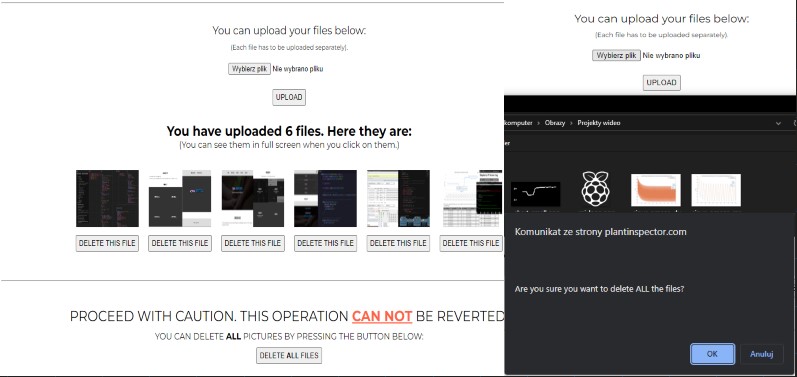 You can upload your files below:
(Each file has to be uploaded separately).
Wybierz plik Nie wybrano pliku
UPLOAD
You have uploaded 6 files. Here they are:
(You can see them in full screen when you click on them.)
DELETE THIS FILE DELETE THIS FILE DELETE THIS FILE DELETE THIS FILE DELETE THIS FILE DELETE THIS FILE
PROCEED WITH CAUTION. THIS OPERATION CAN NOT BE REVERTED
YOU CAN DELETE ALL PICTURES BY PRESSING THE BUTTON BELOW:
DELETE ALL FILES
You can upload your files below:
(Each file has to be uploaded separately).
Wybierz plik Nie wybrano pliku
UPLOAD
komputer › Obrazy › Projekty wideo
Komunikat ze strony plantinspector.com
Are you sure you want to delete ALL the files?
OK Anuluj